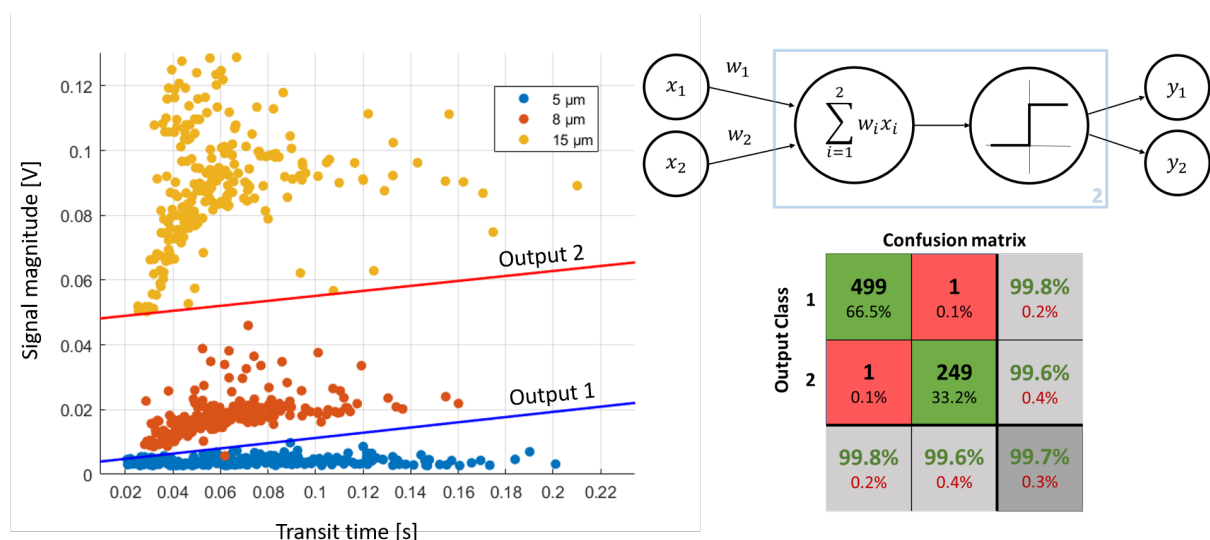 0.12
0.1
0.08
0.06
0.04
0.02
0
Signal magnitude [V]
5 µm
8 µm
15 µm
Output 2
Output 1
0.02 0.04 0.06 0.08 0.1 0.12 0.14 0.16 0.18 0.2 0.22
Transit time [s]
x₁
w₁
x₂
w₂
2
∑ wᵢxᵢ
i=1
y₁
y₂
2
Confusion matrix
Output Class
1
499
66.5%
1
0.1%
99.8%
0.2%
2
1
0.1%
249
33.2%
99.6%
0.4%
99.8%
0.2%
99.6%
0.4%
99.7%
0.3%